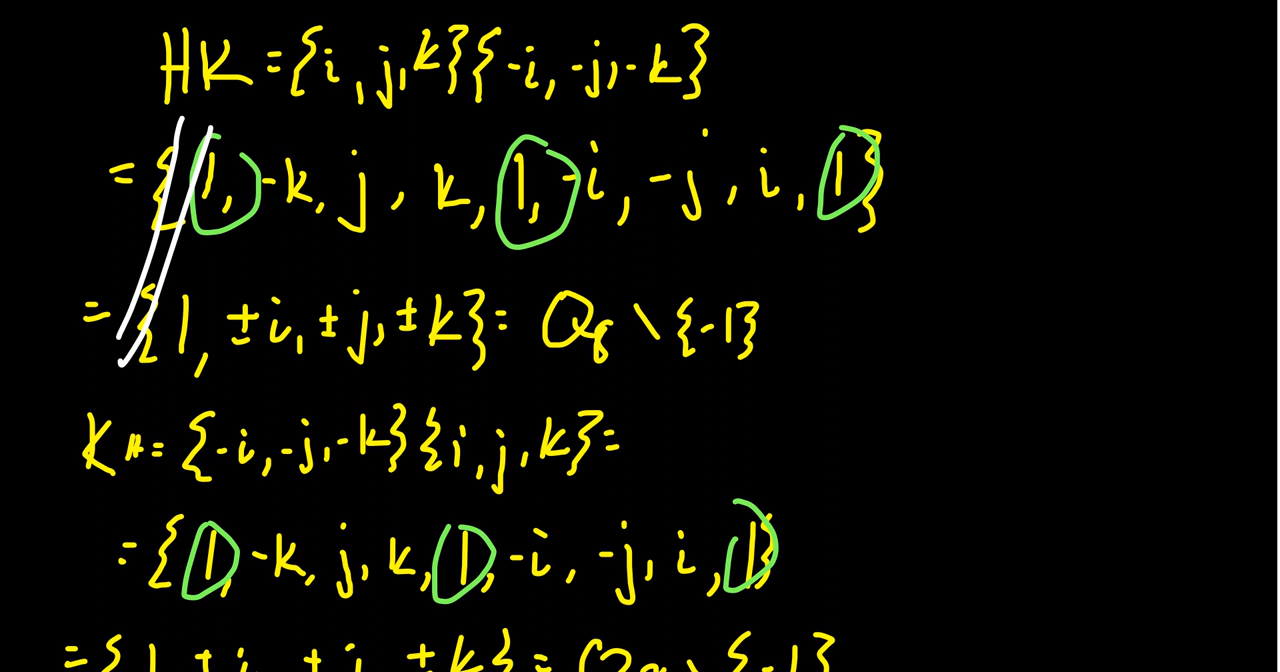 HK = {i, j, k}{-i, -j, -k}
= {1, -k, j, k, 1, -i, -j, i, 1}
= {1, ±i, ±j, ±k} = Q₈ \ {-1}
KH = {-i, -j, -k}{i, j, k} =
= {1, -k, j, k, 1, -i, -j, i, 1}
= {1 ± i ± j ± k} = Q₈ \ {-1}